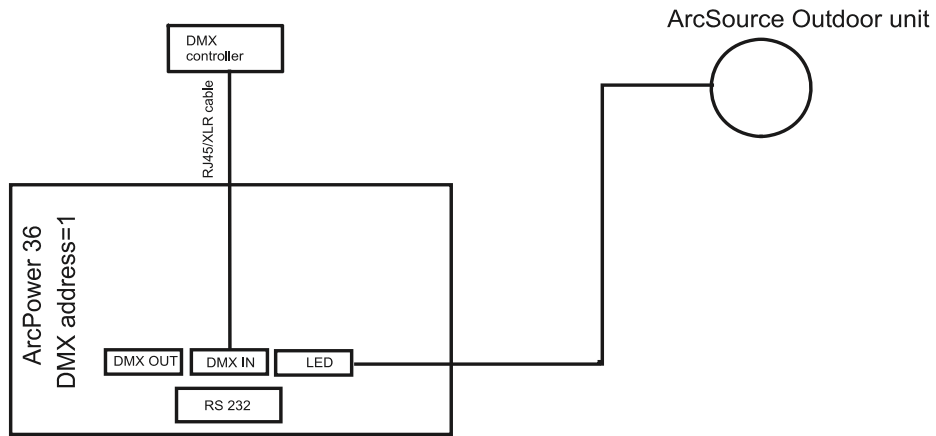 ArcSource Outdoor unit
DMX
controller
RJ45/XLR cable
ArcPower 36
DMX address=1
DMX OUT
DMX IN
LED
RS 232